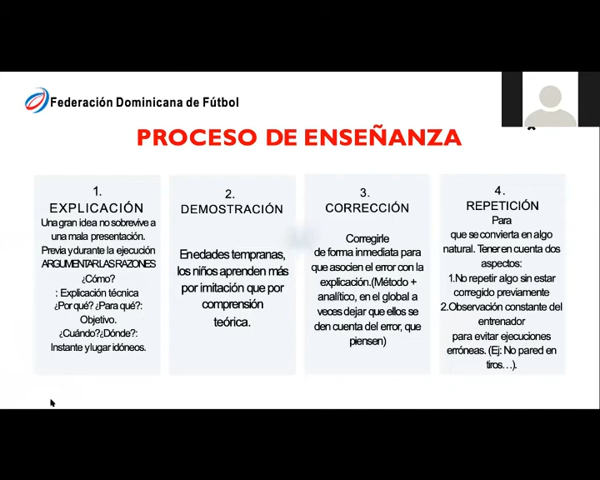 Federación Dominicana de Fútbol
PROCESO DE ENSEÑANZA
1.
EXPLICACIÓN
Una gran idea no sobrevive a
una mala presentación.
Previa y durante la ejecución
ARGUMENTAR LAS RAZONES
¿Cómo?
: Explicación técnica
¿Por qué? ¿Para qué?:
Objetivo.
¿Cuándo?¿Dónde?:
Instante y lugar idóneos.
2.
DEMOSTRACIÓN
En edades tempranas,
los niños aprenden más
por imitación que por
comprensión
teórica.
3.
CORRECCIÓN
Corregirle
de forma inmediata para
que asocien el error con la
explicación.(Método +
analítico, en el global a
veces dejar que ellos se
den cuenta del error, que
piensen)
4.
REPETICIÓN
Para
que se convierta en algo
natural. Tener en cuenta dos
aspectos:
1.No repetir algo sin estar
corregido previamente
2.Observación constante del
entrenador
para evitar ejecuciones
erróneas. (Ej: No pared en
tiros…).